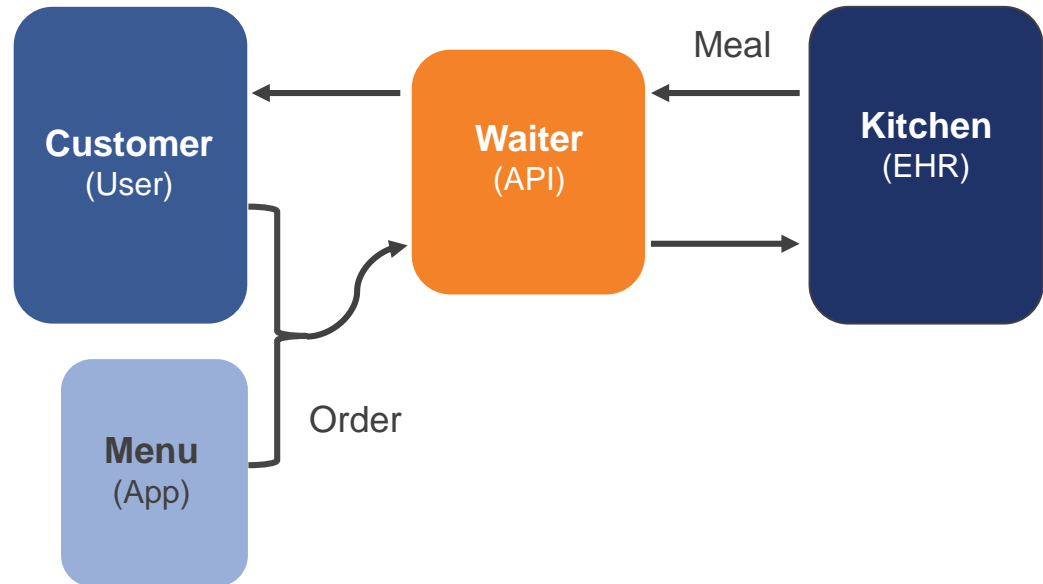 Meal
Customer
(User)
Waiter
(API)
Kitchen
(EHR)
Order
Menu
(App)